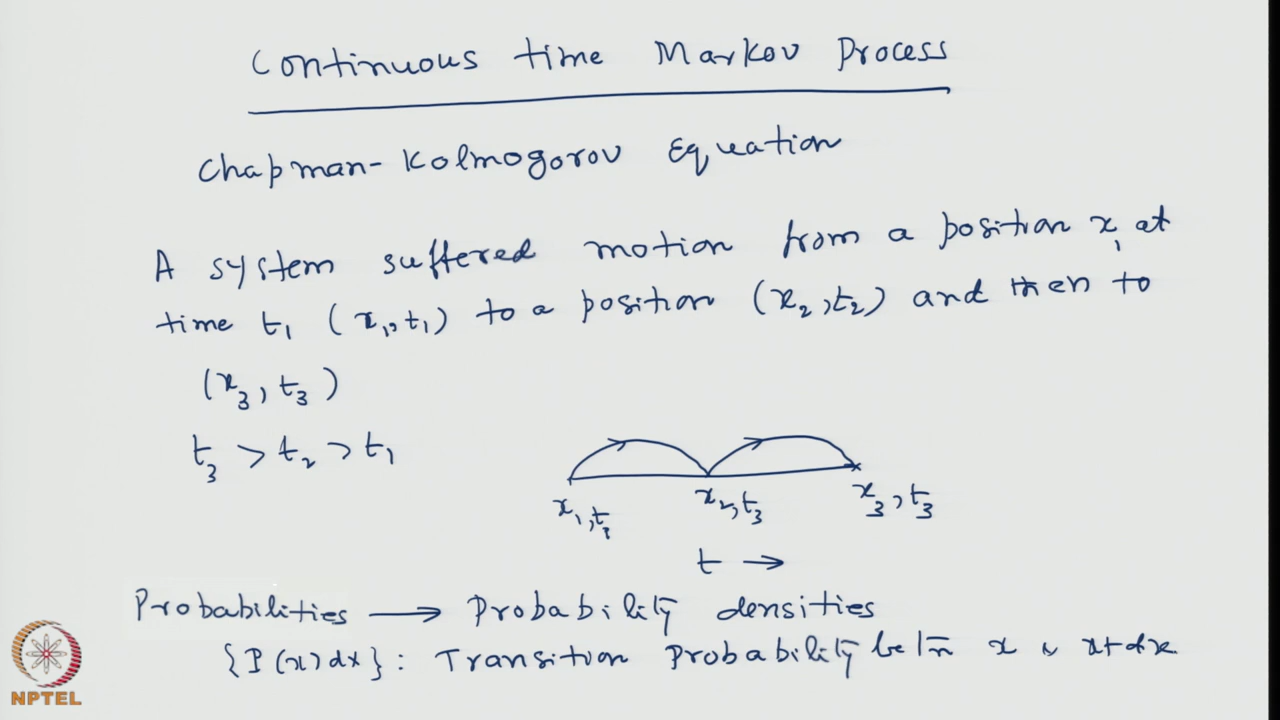 Continuous time Markov Process
Chapman-Kolmogorov Equation
A system suffered motion from a position x₁ at
time t₁ (x₁, t₁) to a position (x₂, t₂) and then to
(x₃, t₃)
t₃ > t₂ > t₁
x₁, t₁
x₂, t₃
x₃, t₃
t →
Probabilities → Probability densities
{P(x)dx} : Transition Probability betn x & x+dx
NPTEL